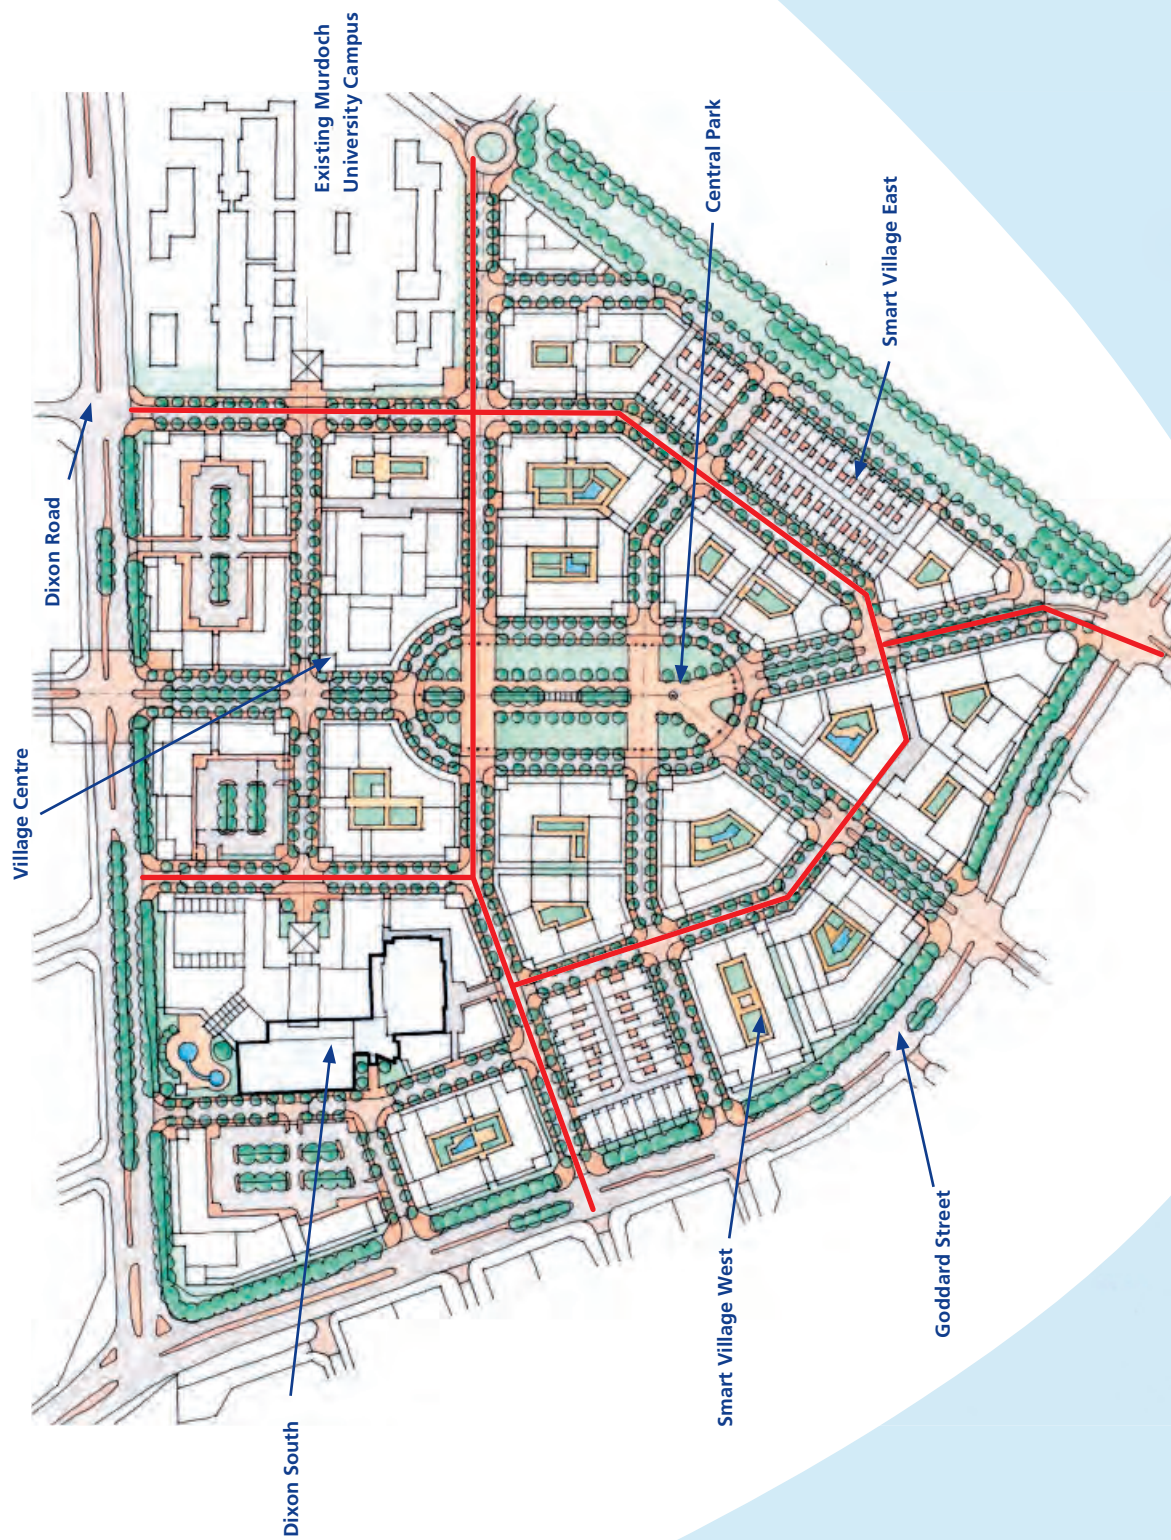 Dixon Road
Existing Murdoch
University Campus
Village Centre
Central Park
Smart Village East
Dixon South
Smart Village West
Goddard Street